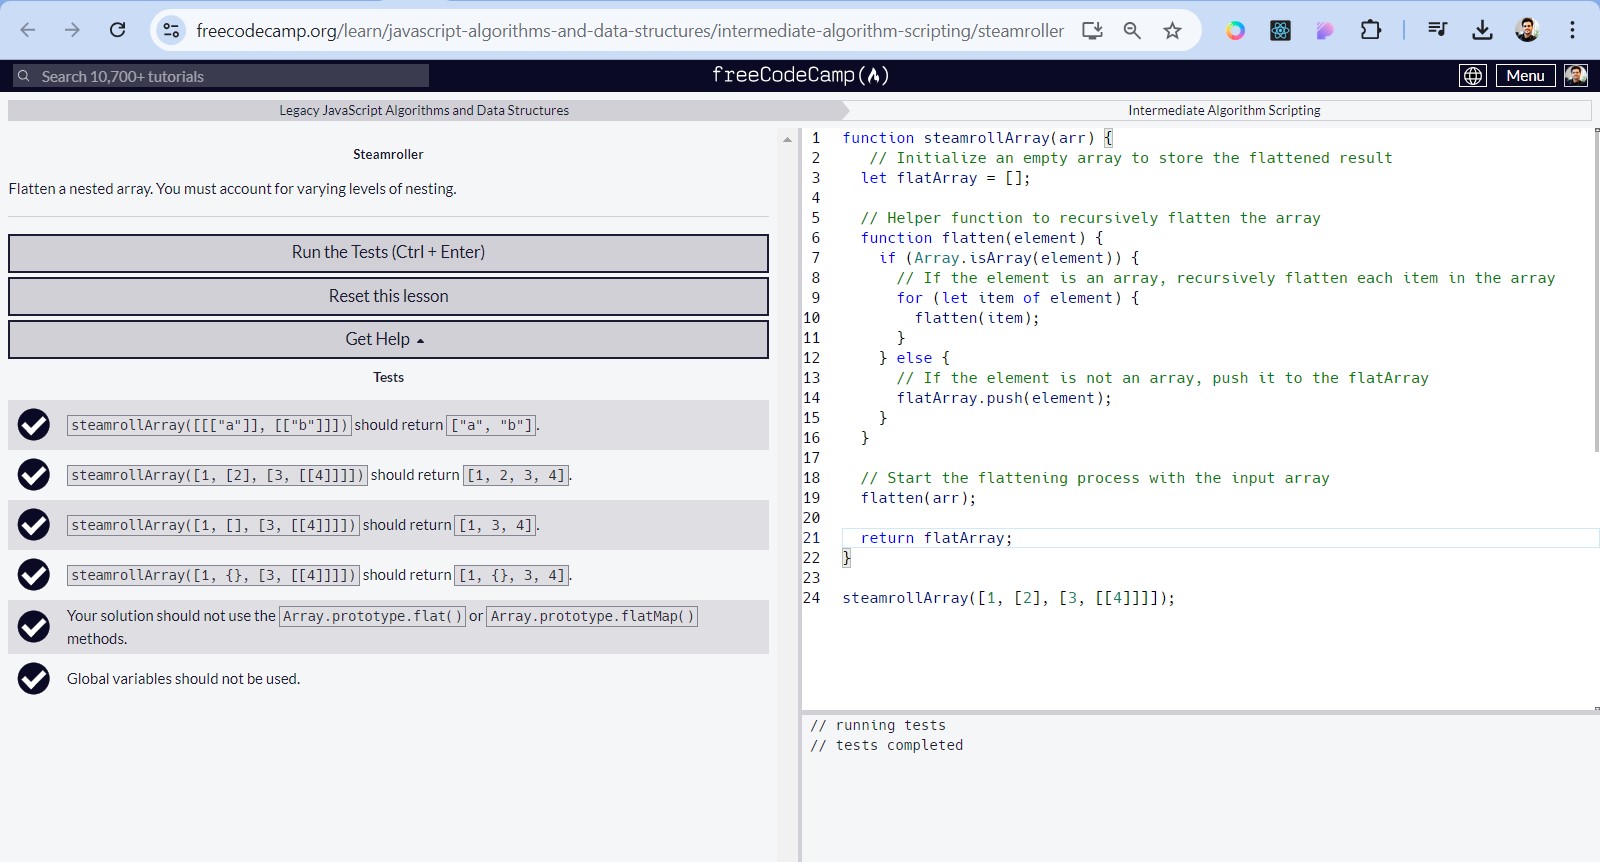 freecodecamp.org/learn/javascript-algorithms-and-data-structures/intermediate-algorithm-scripting/steamroller
Search 10,700+ tutorials
freeCodeCamp
Menu
Legacy JavaScript Algorithms and Data Structures
Intermediate Algorithm Scripting
Steamroller
Flatten a nested array. You must account for varying levels of nesting.
Run the Tests (Ctrl + Enter)
Reset this lesson
Get Help
Tests
steamrollArray([[["a"]], [["b"]]]) should return ["a", "b"].
steamrollArray([1, [2], [3, [[4]]]]) should return [1, 2, 3, 4].
steamrollArray([1, [], [3, [[4]]]]) should return [1, 3, 4].
steamrollArray([1, {}, [3, [[4]]]]) should return [1, {}, 3, 4].
Your solution should not use the Array.prototype.flat() or Array.prototype.flatMap()
methods.
Global variables should not be used.
1 function steamrollArray(arr) {
2 // Initialize an empty array to store the flattened result
3 let flatArray = [];
4
5 // Helper function to recursively flatten the array
6 function flatten(element) {
7 if (Array.isArray(element)) {
8 // If the element is an array, recursively flatten each item in the array
9 for (let item of element) {
10 flatten(item);
11 }
12 } else {
13 // If the element is not an array, push it to the flatArray
14 flatArray.push(element);
15 }
16 }
17
18 // Start the flattening process with the input array
19 flatten(arr);
20
21 return flatArray;
22 }
23
24 steamrollArray([1, [2], [3, [[4]]]]);
// running tests
// tests completed